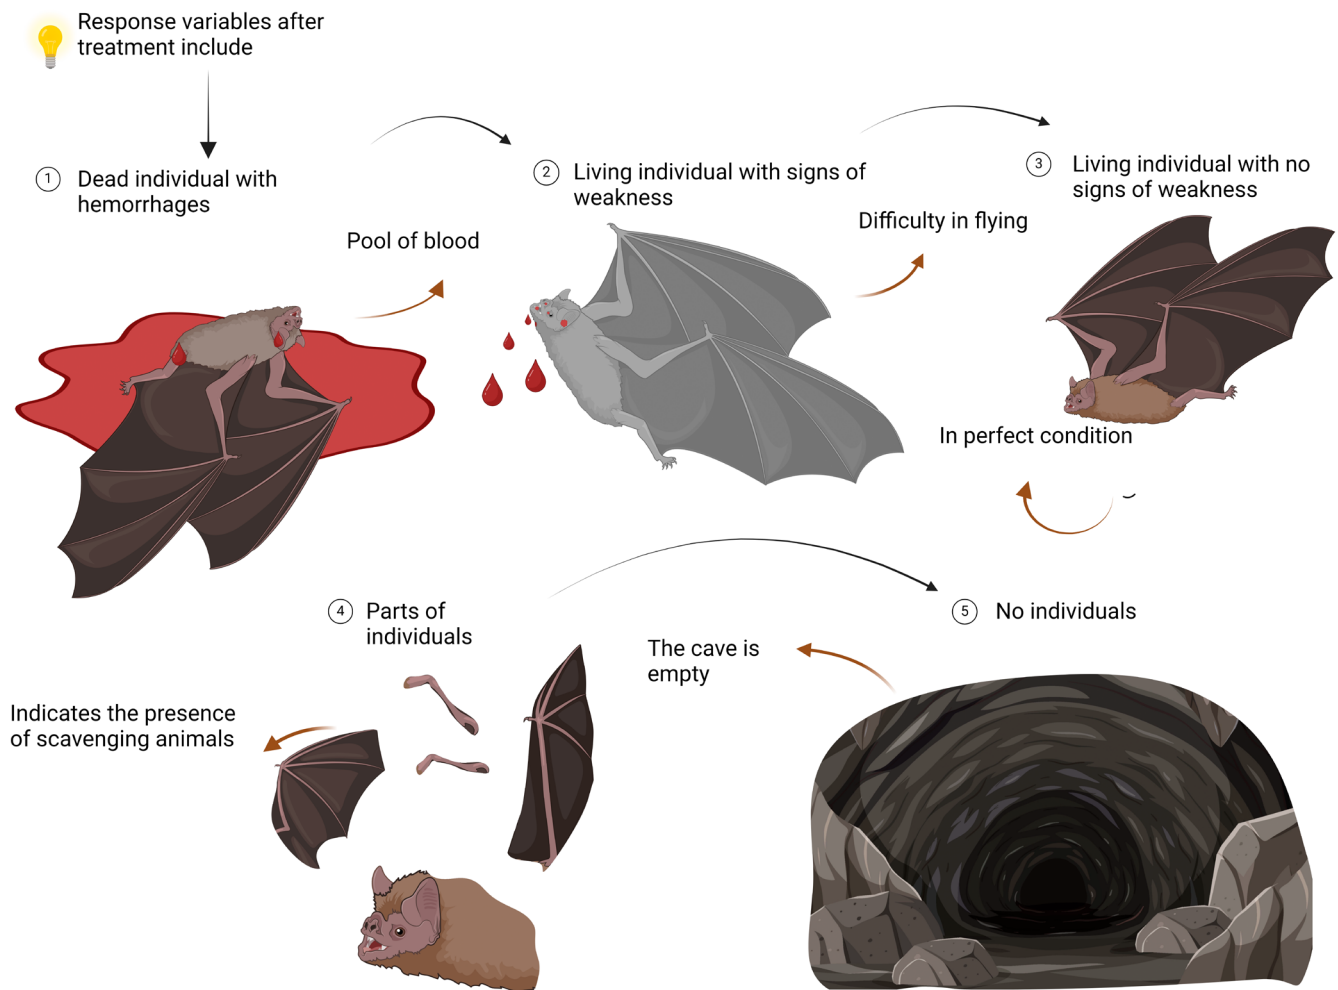 Response variables after
treatment include
1
Dead individual with
hemorrhages
Pool of blood
2
Living individual with signs of
weakness
Difficulty in flying
3
Living individual with no
signs of weakness
In perfect condition
4
Parts of
individuals
Indicates the presence
of scavenging animals
5
No individuals
The cave is
empty